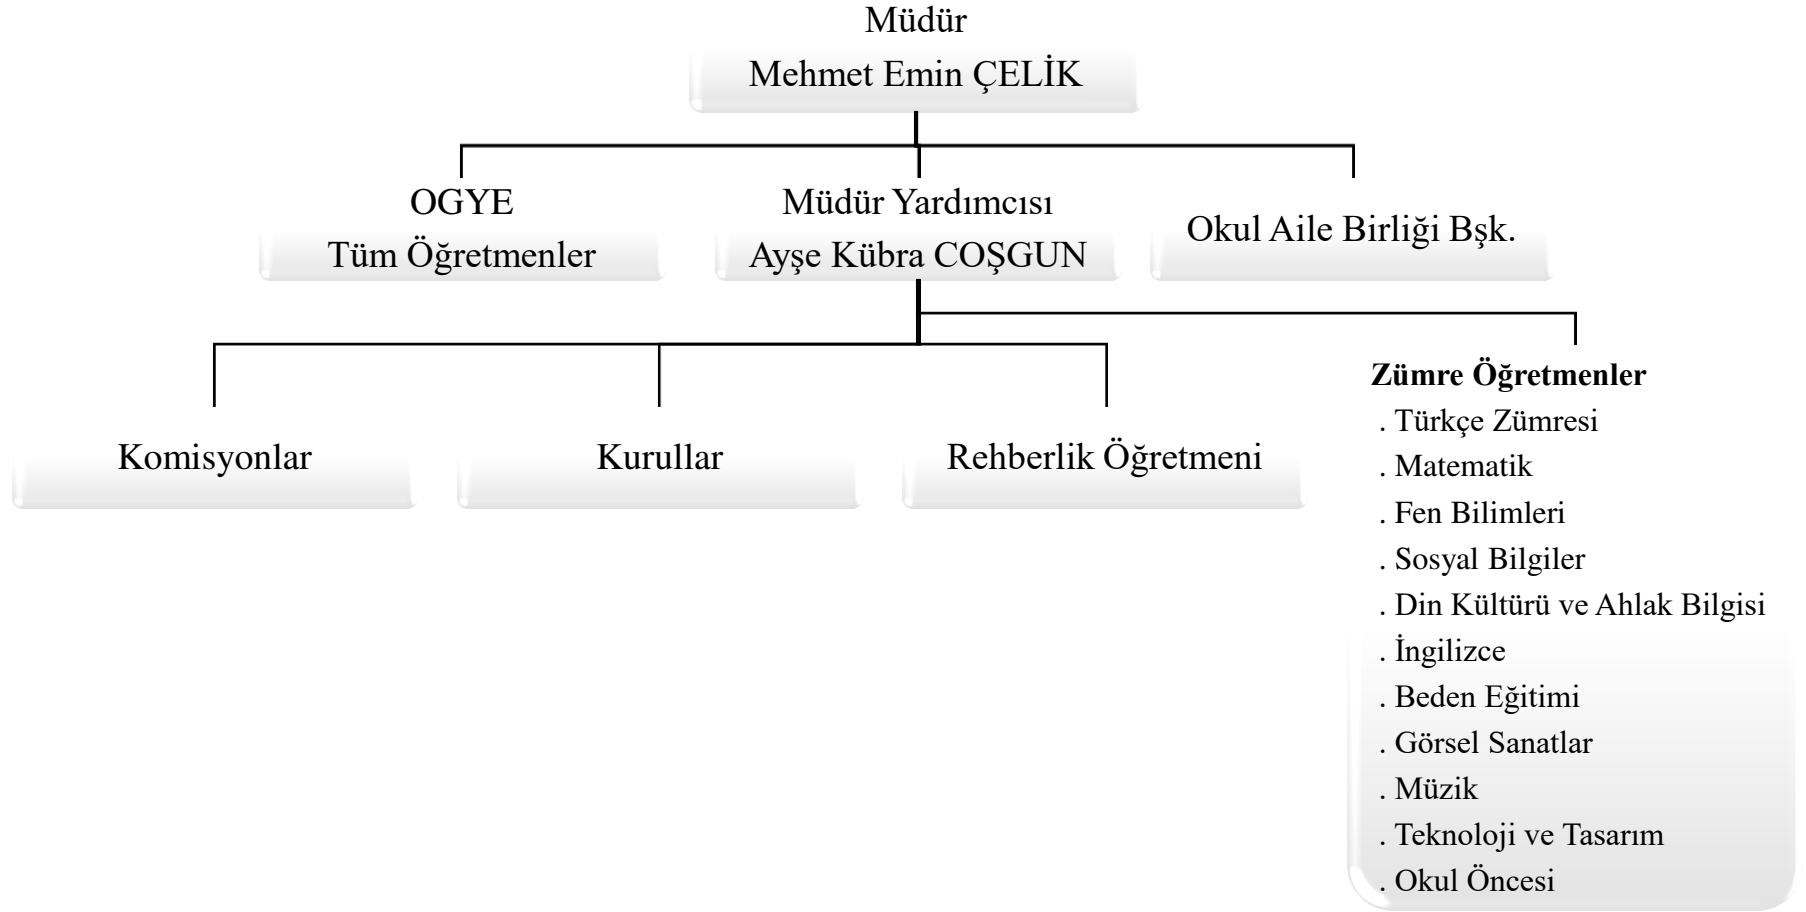 Müdür
Mehmet Emin ÇELİK
OGYE
Tüm Öğretmenler
Müdür Yardımcısı
Ayşe Kübra COŞGUN
Okul Aile Birliği Bşk.
Komisyonlar
Kurullar
Rehberlik Öğretmeni
Zümre Öğretmenler
. Türkçe Zümresi
. Matematik
. Fen Bilimleri
. Sosyal Bilgiler
. Din Kültürü ve Ahlak Bilgisi
. İngilizce
. Beden Eğitimi
. Görsel Sanatlar
. Müzik
. Teknoloji ve Tasarım
. Okul Öncesi